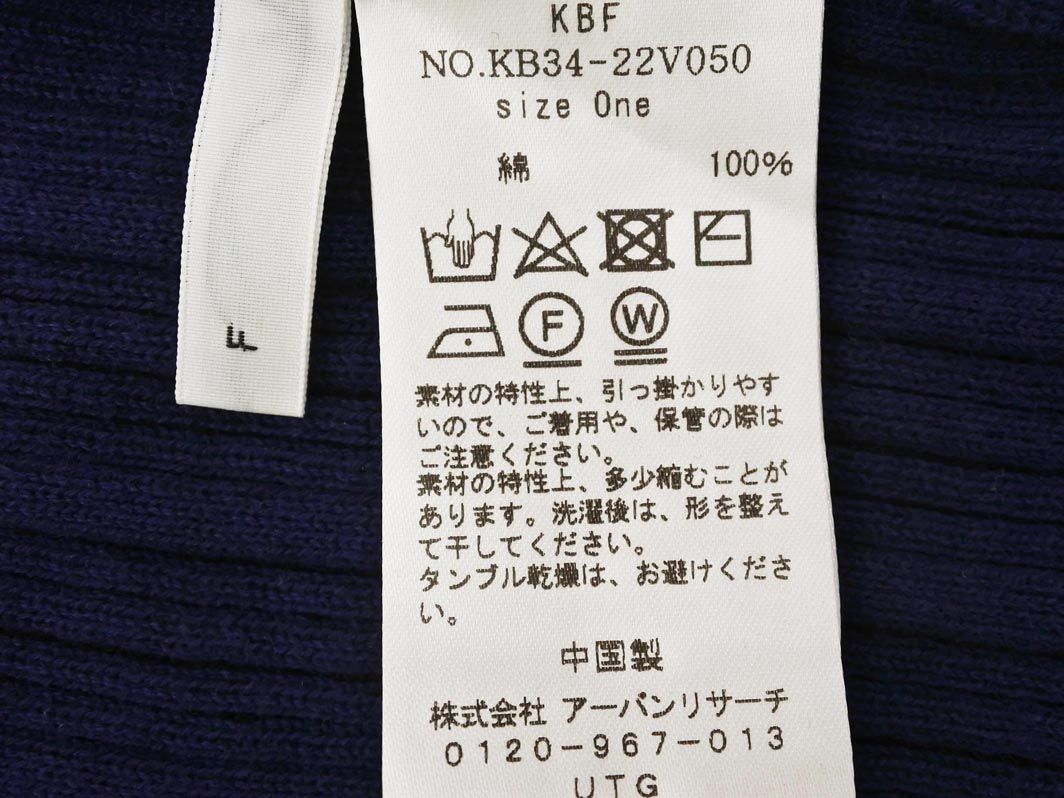 KBF
NO.KB34-22V050
size One
綿 100%
F
W
F
素材の特性上、引っ掛かりやす
いので、ご着用や、保管の際は
ご注意ください。
素材の特性上、多少縮むことが
あります。洗濯後は、形を整え
て干してください。
タンブル乾燥は、お避けくださ
い。
中国製
株式会社 アーバンリサーチ
0120-967-013
UTG